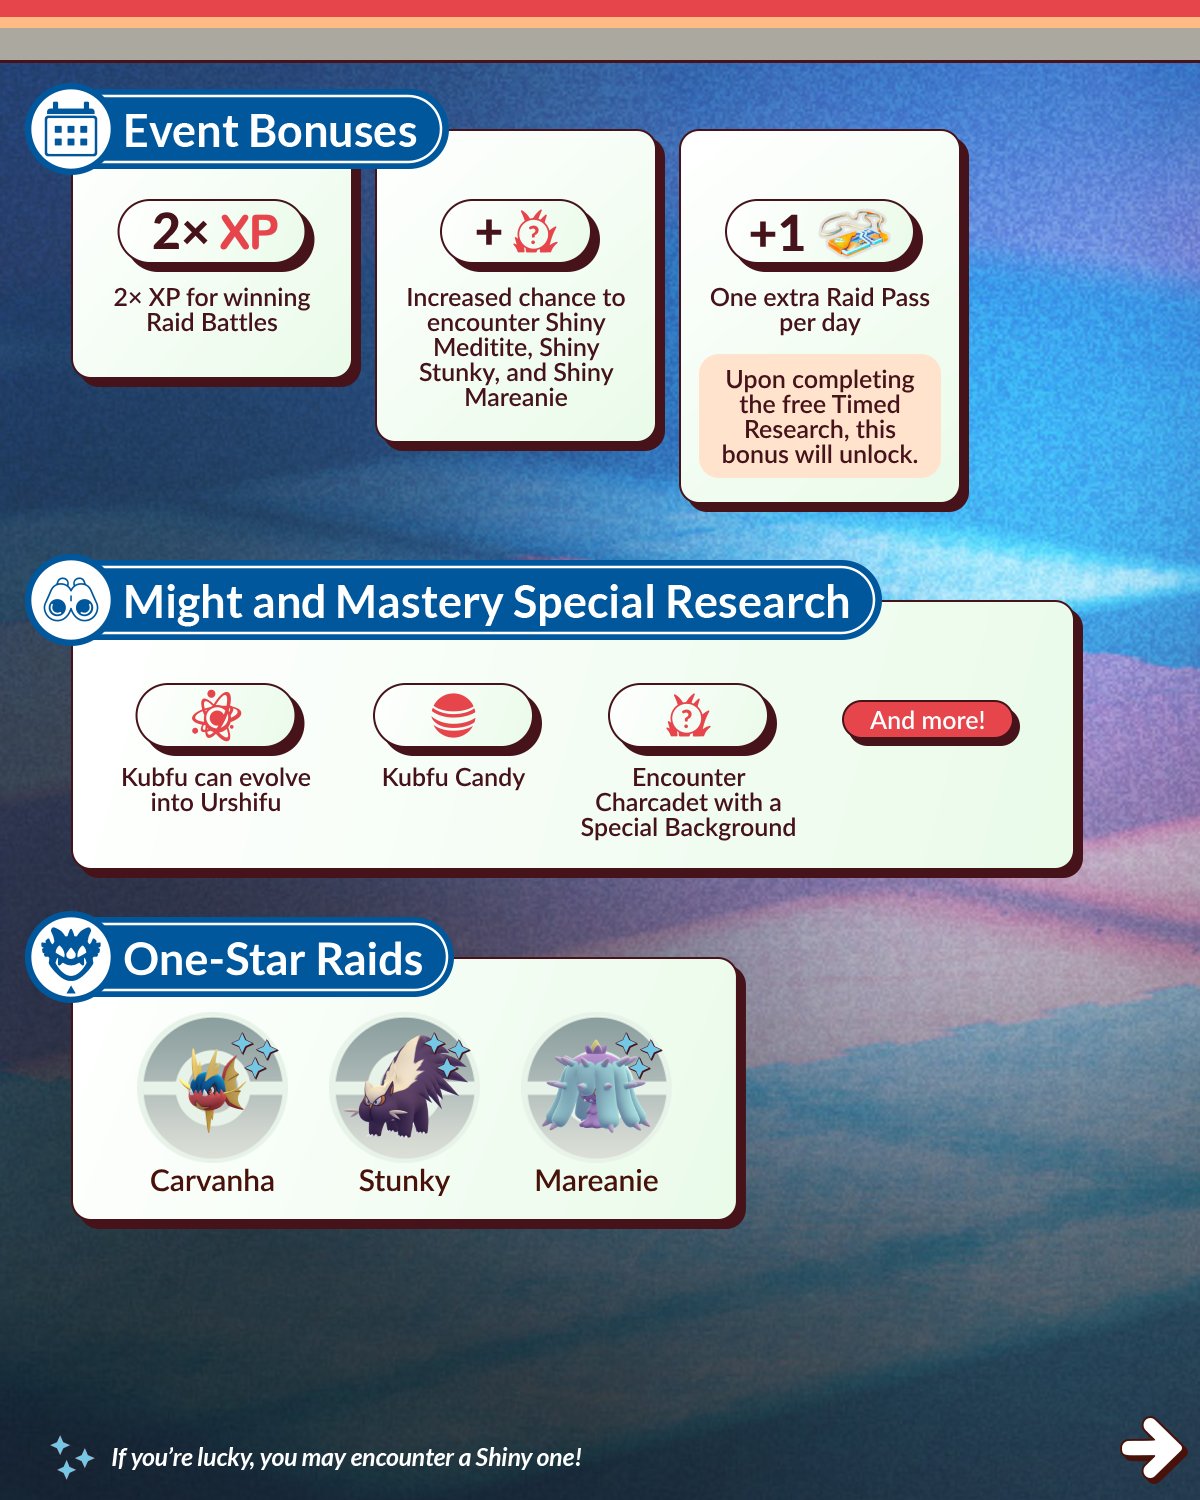 Event Bonuses
2× XP
2× XP for winning
Raid Battles
+ ?
Increased chance to
encounter Shiny
Meditite, Shiny
Stunky, and Shiny
Mareanie
+1
One extra Raid Pass
per day
Upon completing
the free Timed
Research, this
bonus will unlock.
Might and Mastery Special Research
Kubfu can evolve
into Urshifu
Kubfu Candy
?
Encounter
Charcadet with a
Special Background
And more!
One-Star Raids
Carvanha
Stunky
Mareanie
If you’re lucky, you may encounter a Shiny one!